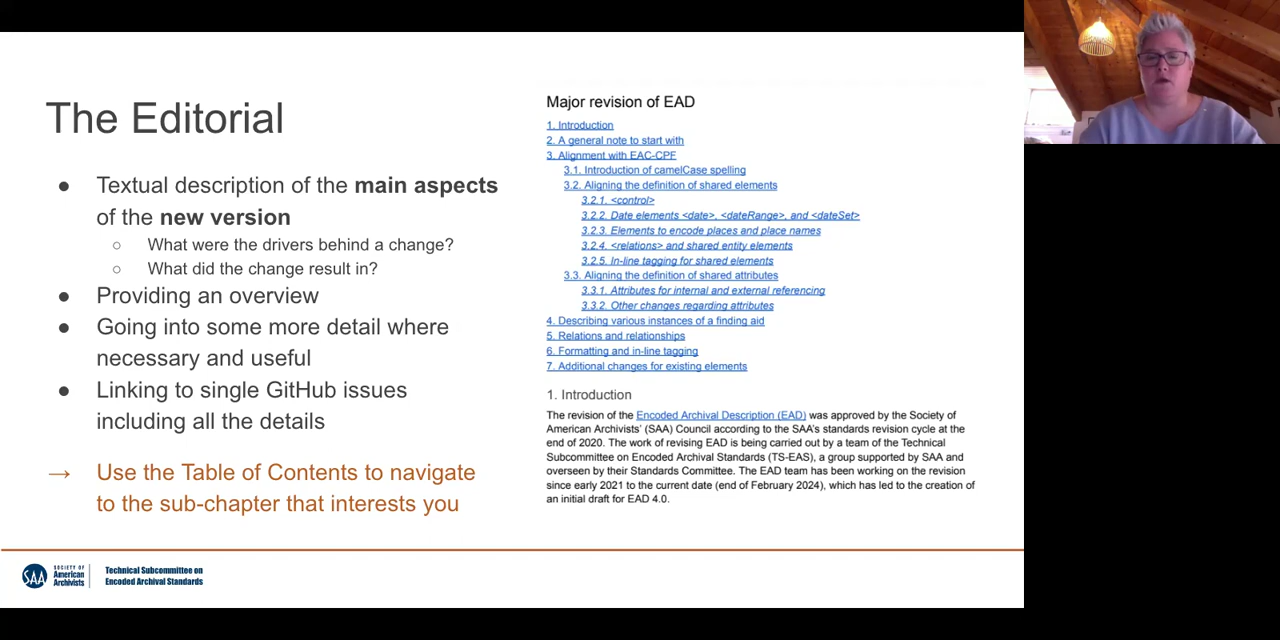 The Editorial
● Textual description of the main aspects
of the new version
○ What were the drivers behind a change?
○ What did the change result in?
● Providing an overview
● Going into some more detail where
necessary and useful
● Linking to single GitHub issues
including all the details
→ Use the Table of Contents to navigate
to the sub-chapter that interests you
Major revision of EAD
1. Introduction
2. A general note to start with
3. Alignment with EAC-CPF
3.1. Introduction of camelCase spelling
3.2. Aligning the definition of shared elements
3.2.1. <control>
3.2.2. Date elements <date>, <dateRange>, and <dateSet>
3.2.3. Elements to encode places and place names
3.2.4. <relations> and shared entity elements
3.2.5. In-line tagging for shared elements
3.3. Aligning the definition of shared attributes
3.3.1. Attributes for internal and external referencing
3.3.2. Other changes regarding attributes
4. Describing various instances of a finding aid
5. Relations and relationships
6. Formatting and in-line tagging
7. Additional changes for existing elements
1. Introduction
The revision of the Encoded Archival Description (EAD) was approved by the Society of
American Archivists' (SAA) Council according to the SAA's standards revision cycle at the
end of 2020. The work of revising EAD is being carried out by a team of the Technical
Subcommittee on Encoded Archival Standards (TS-EAS), a group supported by SAA and
overseen by their Standards Committee. The EAD team has been working on the revision
since early 2021 to the current date (end of February 2024), which has led to the creation of
an initial draft for EAD 4.0.
SAA
SOCIETY OF
American
Archivists
Technical Subcommittee on
Encoded Archival Standards